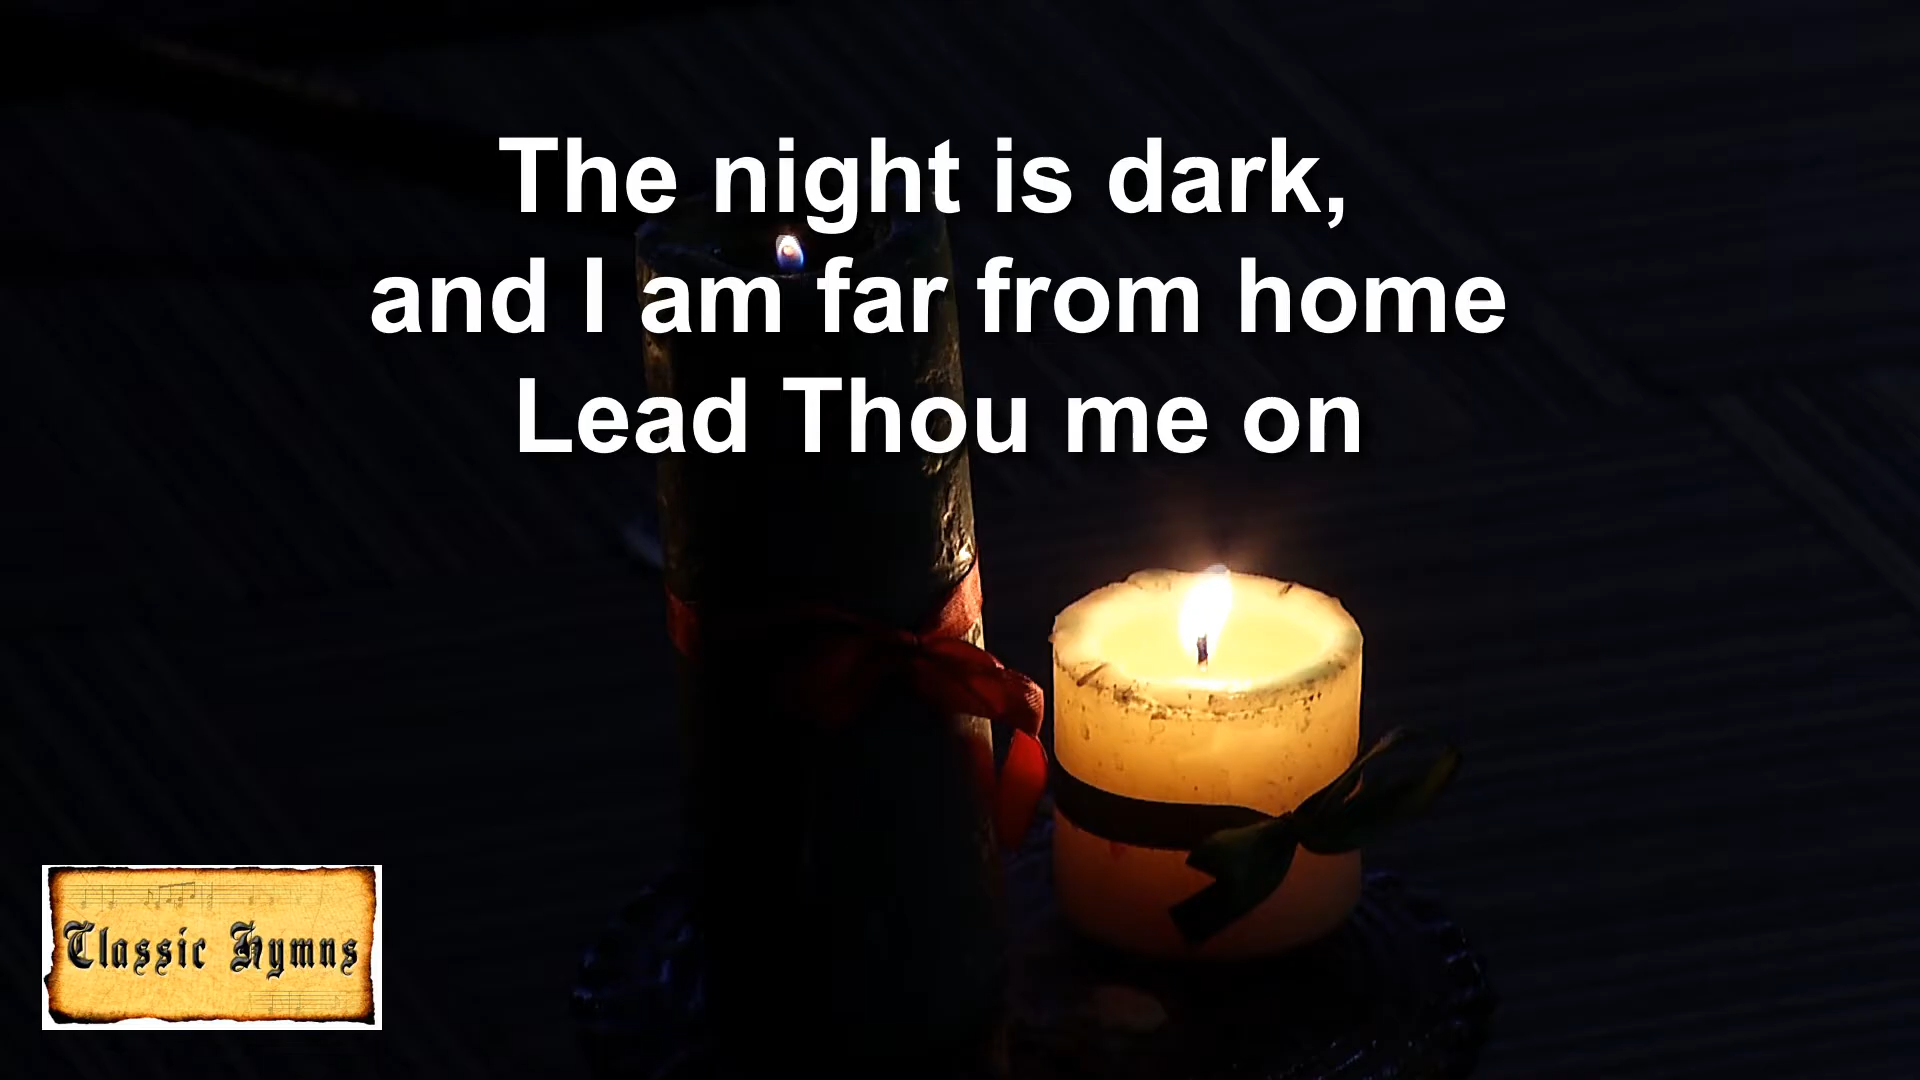 The night is dark,
and I am far from home
Lead Thou me on
Classic Hymns